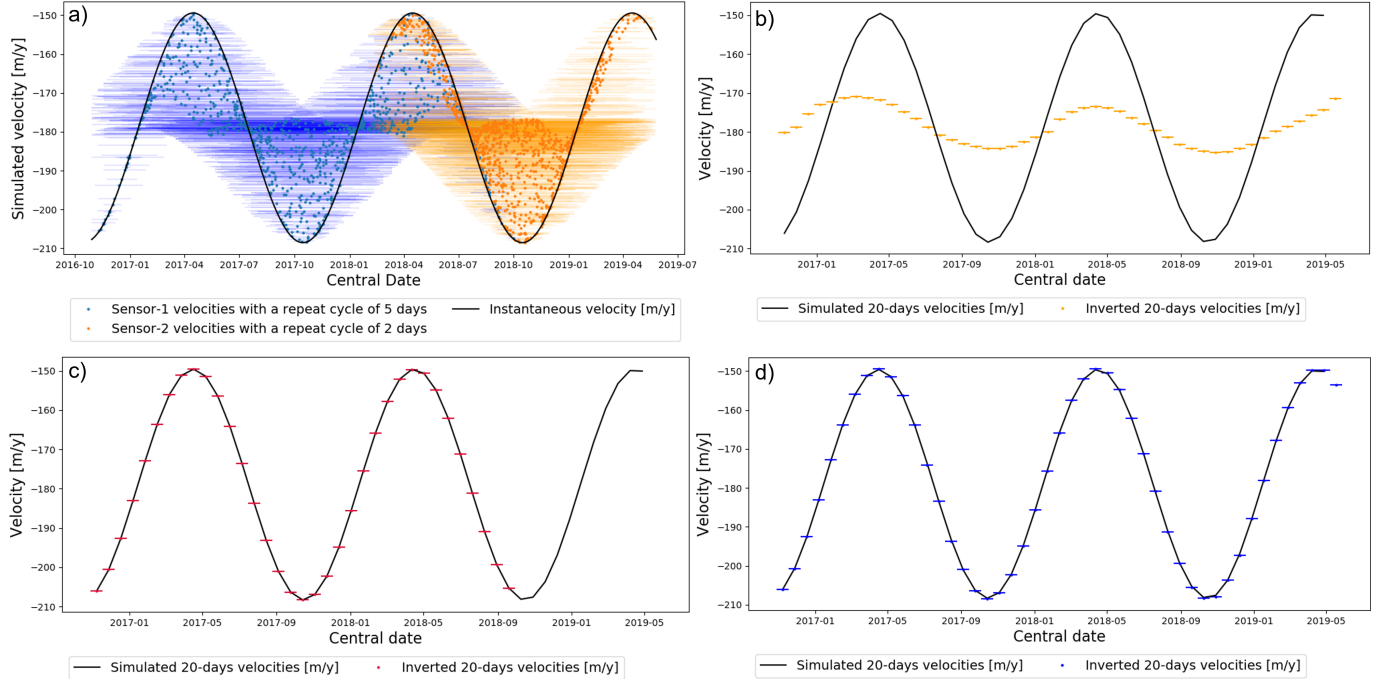 a)
Simulated velocity [m/y]
−150
−160
−170
−180
−190
−200
−210
2016-10 2017-01 2017-04 2017-07 2017-10 2018-01 2018-04 2018-07 2018-10 2019-01 2019-04 2019-07
Central Date
Sensor-1 velocities with a repeat cycle of 5 days
Instantaneous velocity [m/y]
Sensor-2 velocities with a repeat cycle of 2 days
b)
Velocity [m/y]
−150
−160
−170
−180
−190
−200
−210
2017-01 2017-05 2017-09 2018-01 2018-05 2018-09 2019-01 2019-05
Central date
Simulated 20-days velocities [m/y] Inverted 20-days velocities [m/y]
c)
Velocity [m/y]
−150
−160
−170
−180
−190
−200
−210
2017-01 2017-05 2017-09 2018-01 2018-05 2018-09 2019-01 2019-05
Central date
Simulated 20-days velocities [m/y] Inverted 20-days velocities [m/y]
d)
Velocity [m/y]
−150
−160
−170
−180
−190
−200
−210
2017-01 2017-05 2017-09 2018-01 2018-05 2018-09 2019-01 2019-05
Central date
Simulated 20-days velocities [m/y] Inverted 20-days velocities [m/y]